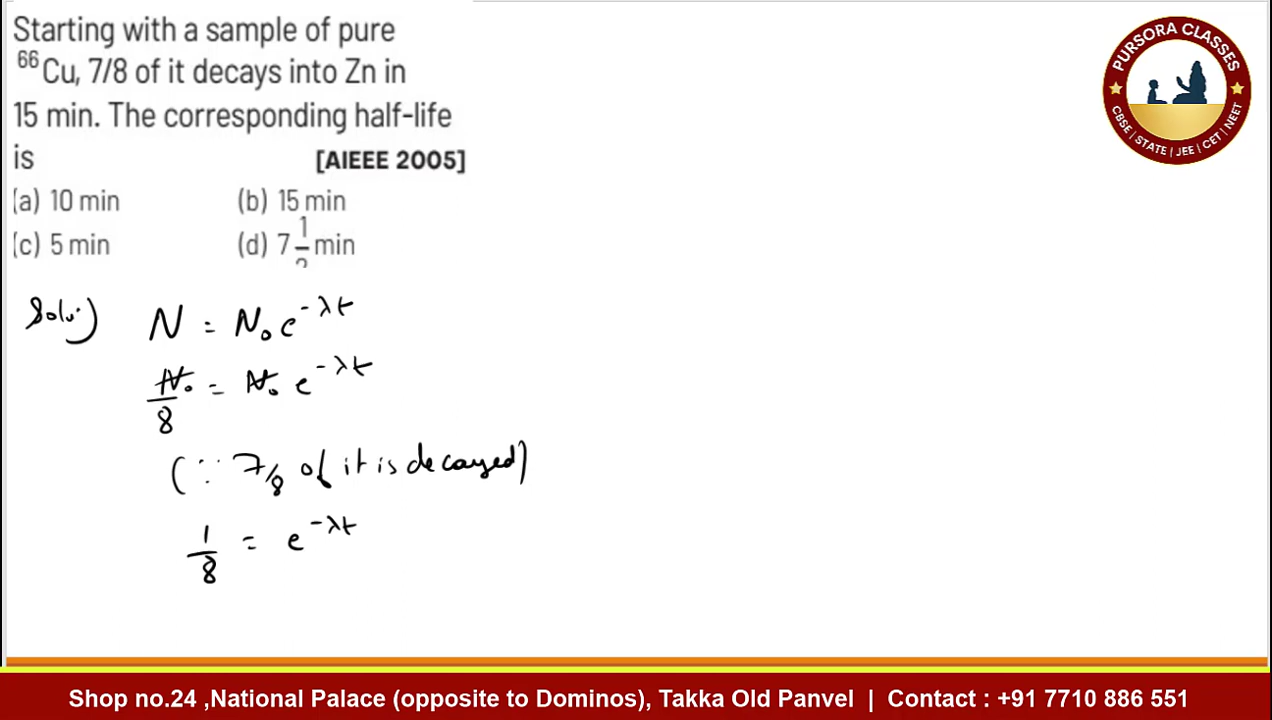 Starting with a sample of pure
⁶⁶Cu, 7/8 of it decays into Zn in
15 min. The corresponding half-life
is [AIEEE 2005]
(a) 10 min (b) 15 min
(c) 5 min (d) 7 1/2 min
Solu:)
N = N₀ e^(-λt)
N₀/8 = N₀ e^(-λt)
(∵ 7/8 of it is decayed)
1/8 = e^(-λt)
PURSORA CLASSES
CBSE | STATE | JEE | CET | NEET
Shop no.24 ,National Palace (opposite to Dominos), Takka Old Panvel | Contact : +91 7710 886 551